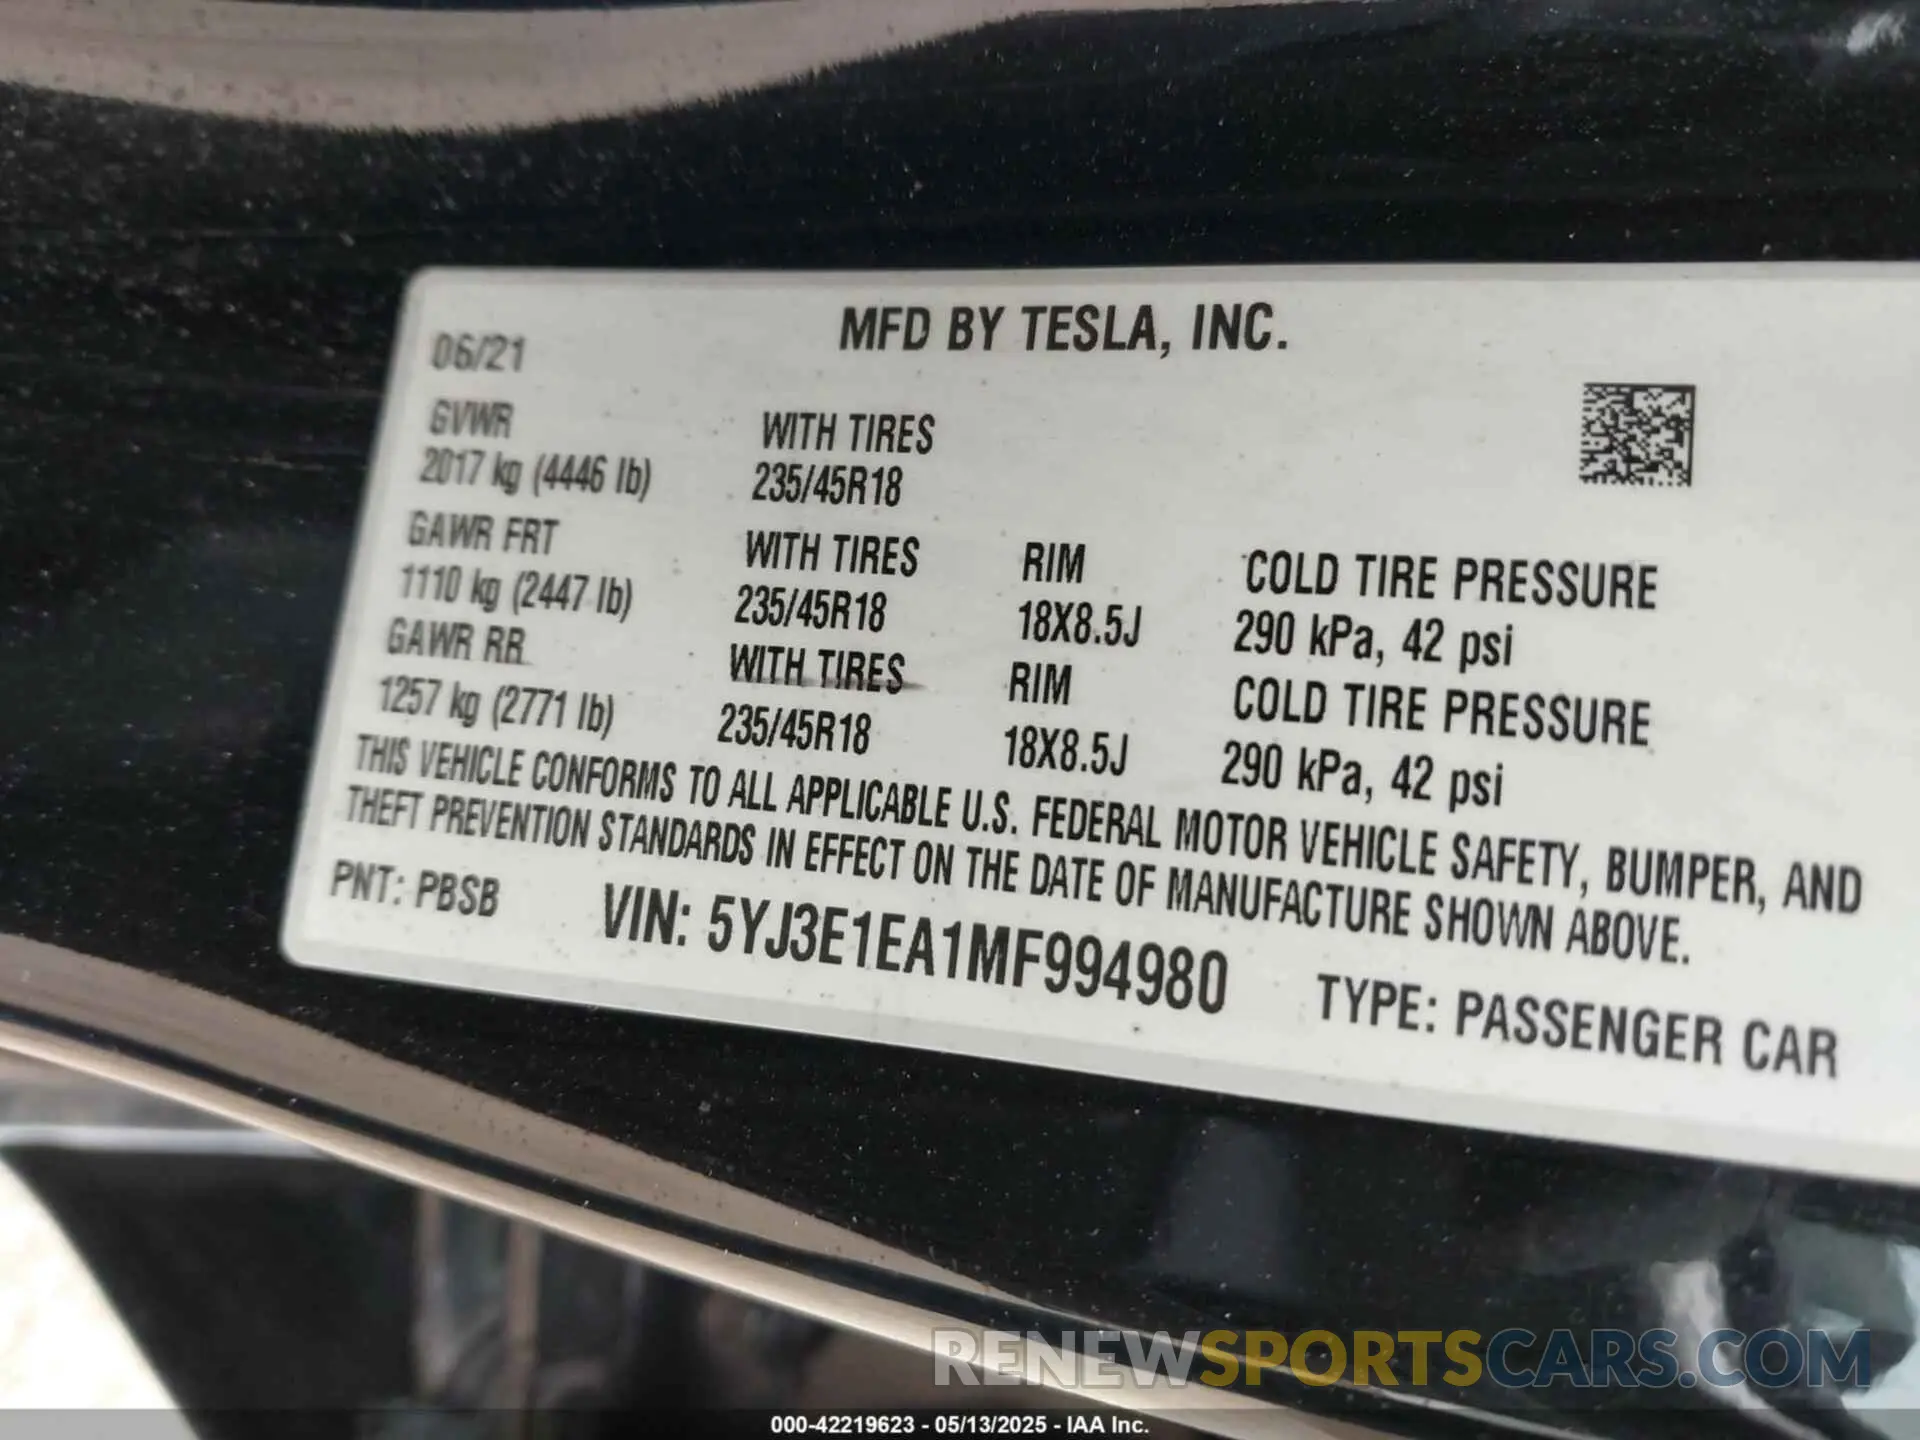 MFD BY TESLA, INC.
06/21
GVWR WITH TIRES
2017 kg (4446 lb) 235/45R18
GAWR FRT WITH TIRES RIM COLD TIRE PRESSURE
1110 kg (2447 lb) 235/45R18 18X8.5J 290 kPa, 42 psi
GAWR RR WITH TIRES RIM COLD TIRE PRESSURE
1257 kg (2771 lb) 235/45R18 18X8.5J 290 kPa, 42 psi
THIS VEHICLE CONFORMS TO ALL APPLICABLE U.S. FEDERAL MOTOR VEHICLE SAFETY, BUMPER, AND
THEFT PREVENTION STANDARDS IN EFFECT ON THE DATE OF MANUFACTURE SHOWN ABOVE.
PNT: PBSB VIN: 5YJ3E1EA1MF994980 TYPE: PASSENGER CAR
RENEWSPORTSCARS.COM
000-42219623 - 05/13/2025 - IAA Inc.